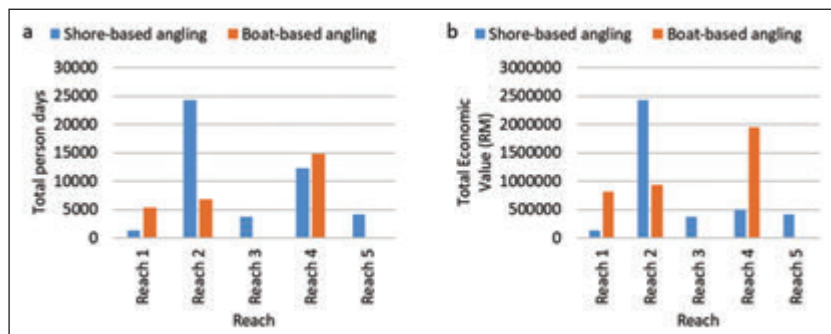 a
Shore-based angling Boat-based angling
Total person days
30000
25000
20000
15000
10000
5000
0
Reach 1
Reach 2
Reach 3
Reach 4
Reach 5
Reach
b
Shore-based angling Boat-based angling
Total Economic
Value (RM)
3000000
2500000
2000000
1500000
1000000
500000
0
Reach 1
Reach 2
Reach 3
Reach 4
Reach 5
Reach